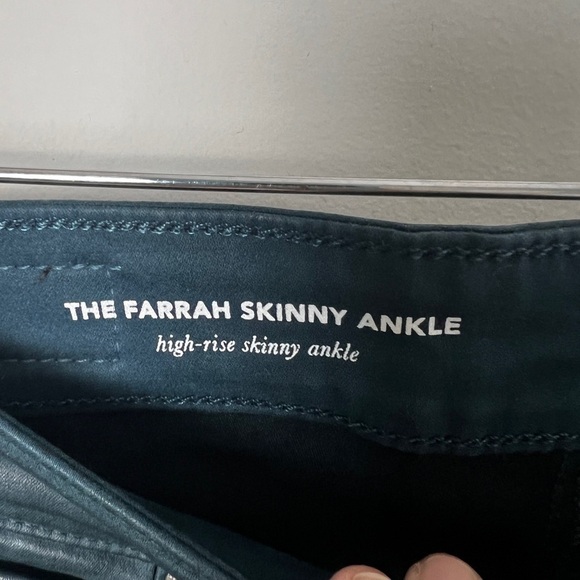 THE FARRAH SKINNY ANKLE
high-rise skinny ankle